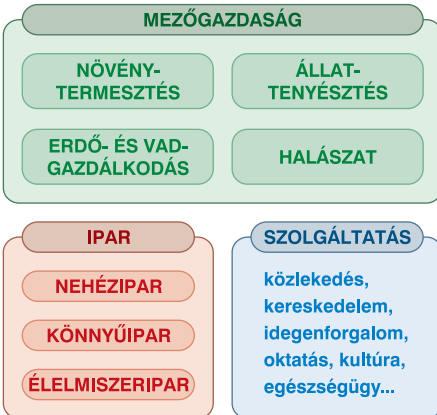 MEZŐGAZDASÁG
NÖVÉNY-
TERMESZTÉS
ÁLLAT-
TENYÉSZTÉS
ERDŐ- ÉS VAD-
GAZDÁLKODÁS
HALÁSZAT
IPAR
NEHÉZIPAR
KÖNNYŰIPAR
ÉLELMISZERIPAR
SZOLGÁLTATÁS
közlekedés,
kereskedelem,
idegenforgalom,
oktatás, kultúra,
egészségügy...